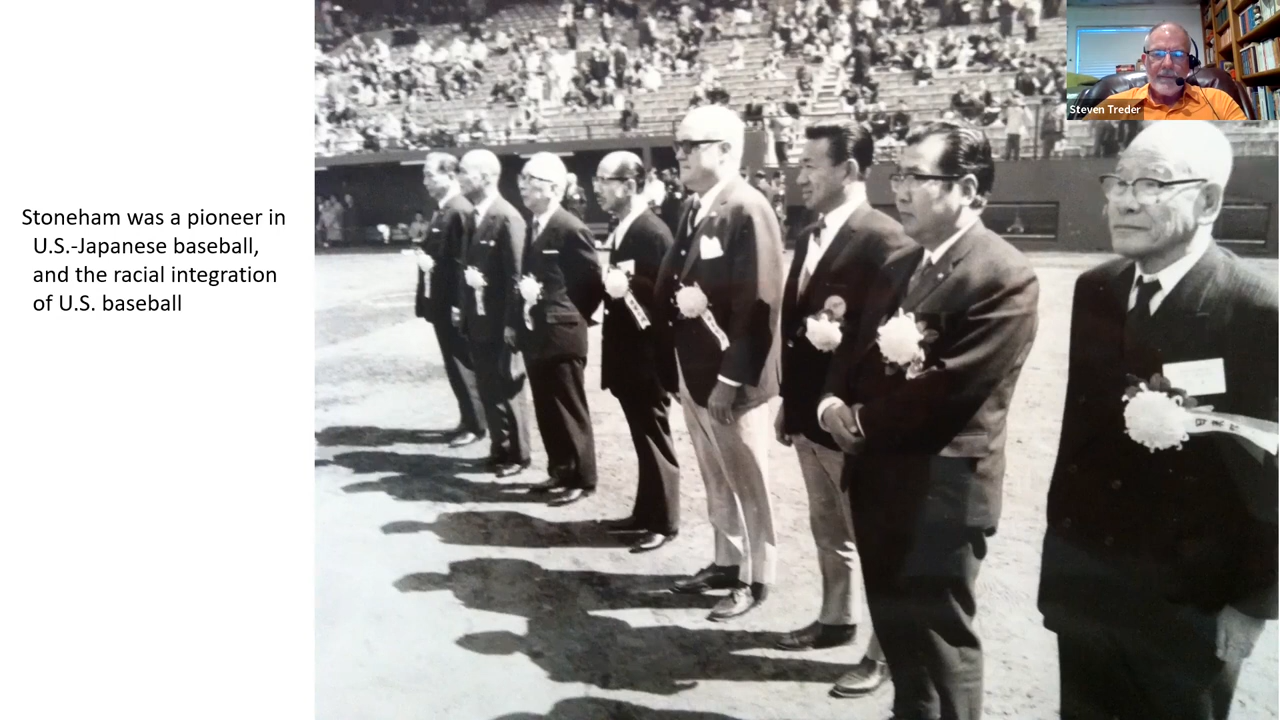 Stoneham was a pioneer in
U.S.-Japanese baseball,
and the racial integration
of U.S. baseball
Steven Treder